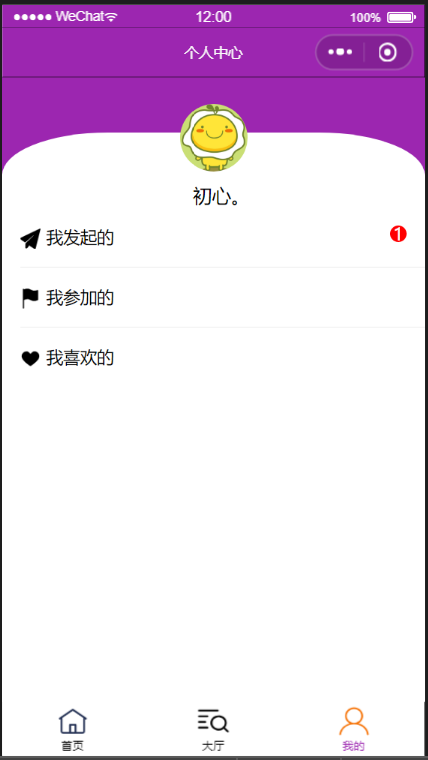 WeChat 12:00 100%
个人中心
初心。
我发起的 1
我参加的
我喜欢的
首页 大厅 我的